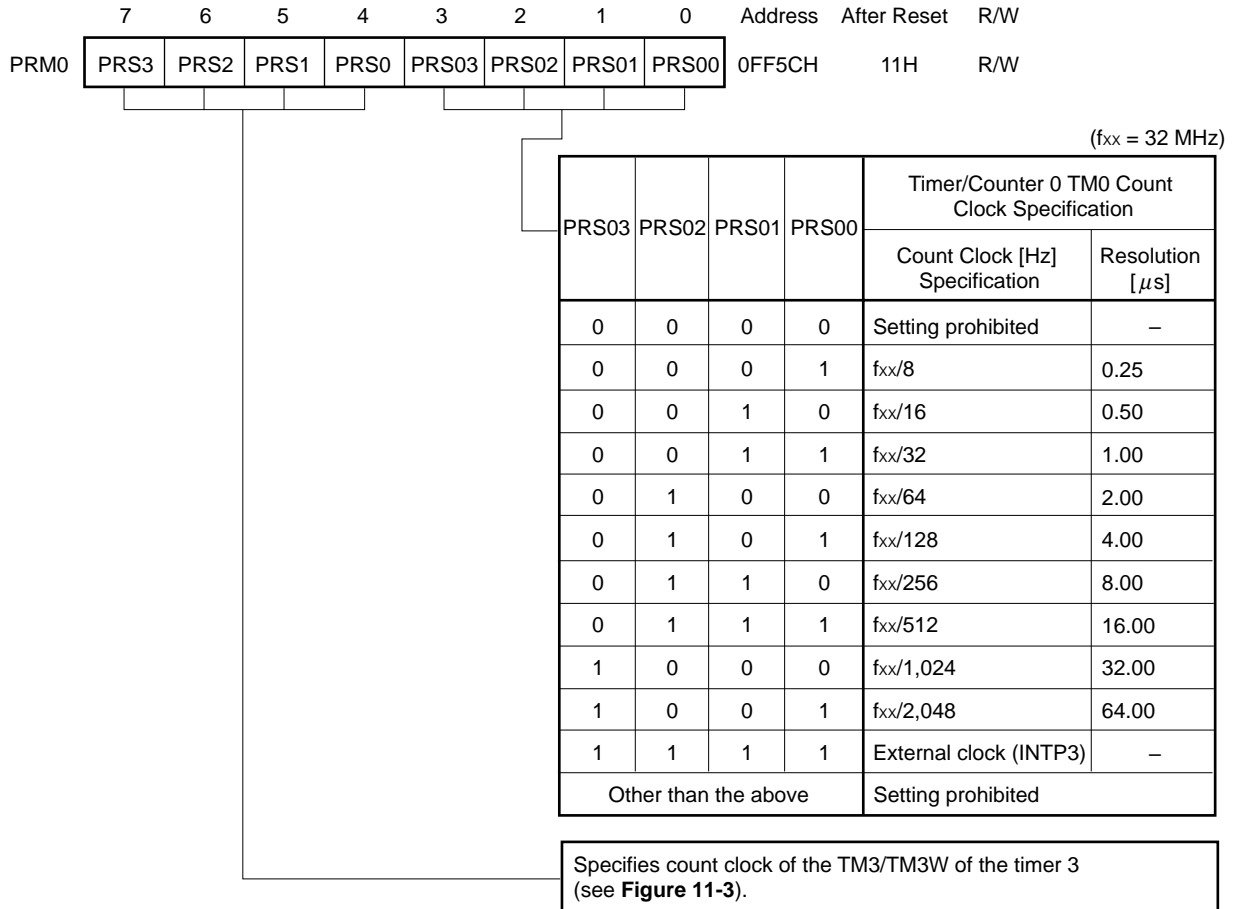 7 6 5 4 3 2 1 0 Address After Reset R/W
PRM0 PRS3 PRS2 PRS1 PRS0 PRS03 PRS02 PRS01 PRS00 0FF5CH 11H R/W
(fxx = 32 MHz)
PRS03 PRS02 PRS01 PRS00
Timer/Counter 0 TM0 Count
Clock Specification
Count Clock [Hz]
Specification
Resolution
[μs]
0 0 0 0 Setting prohibited –
0 0 0 1 fxx/8 0.25
0 0 1 0 fxx/16 0.50
0 0 1 1 fxx/32 1.00
0 1 0 0 fxx/64 2.00
0 1 0 1 fxx/128 4.00
0 1 1 0 fxx/256 8.00
0 1 1 1 fxx/512 16.00
1 0 0 0 fxx/1,024 32.00
1 0 0 1 fxx/2,048 64.00
1 1 1 1 External clock (INTP3) –
Other than the above Setting prohibited
Specifies count clock of the TM3/TM3W of the timer 3
(see Figure 11-3).